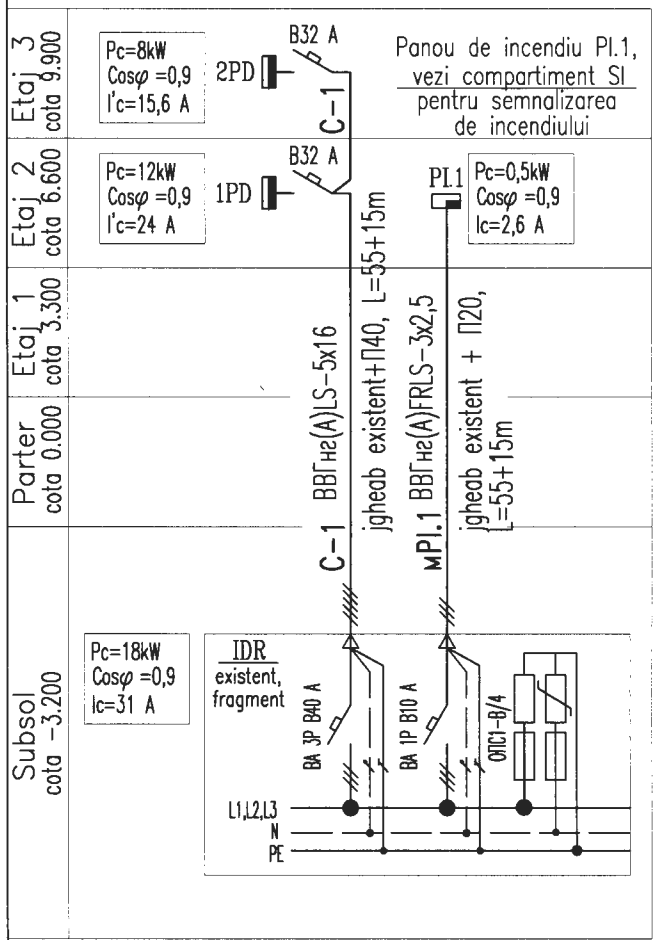 Etaj 3
cota 9.900
Pc=8kW
Cosφ =0,9
I'c=15,6 A
2PD
B32 A
C-1
Panou de incendiu PI.1,
vezi compartiment SI
pentru semnalizarea
de incendiului
Etaj 2
cota 6.600
Pc=12kW
Cosφ =0,9
I'c=24 A
1PD
B32 A
PI.1
Pc=0,5kW
Cosφ =0,9
Ic=2,6 A
Etaj 1
cota 3.300
Parter
cota 0.000
C-1 ВВГнг(A)LS-5x16
jgheab existent+П40, L=55+15m
мPI.1 ВВГнг(A)FRLS-3x2,5
jgheab existent + П20,
L=55+15m
Subsol
cota -3.200
Pc=18kW
Cosφ =0,9
Ic=31 A
IDR
existent,
fragment
BA 3P B40 A
BA 1P B10 A
ОПС1-B/4
L1,L2,L3
N
PE